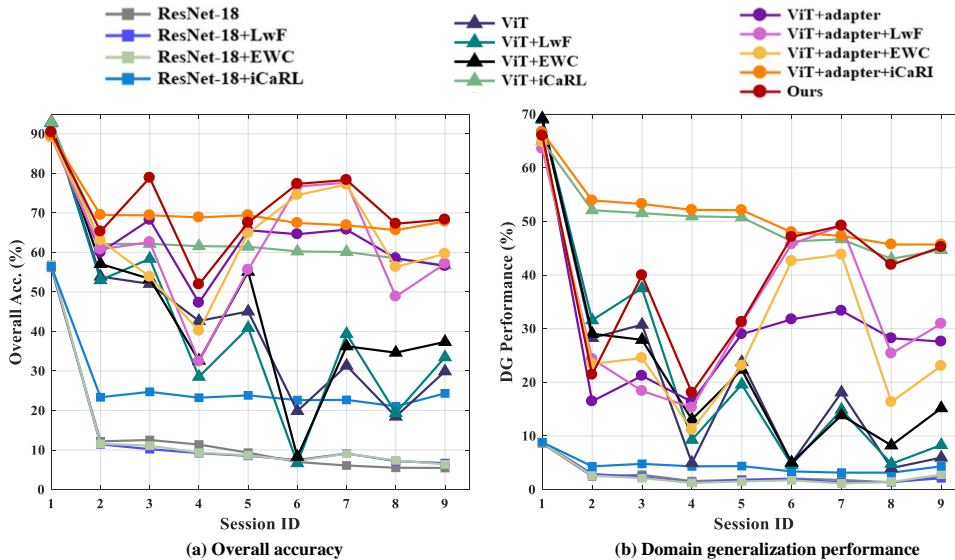 ResNet-18
ResNet-18+LwF
ResNet-18+EWC
ResNet-18+iCaRL
ViT
ViT+LwF
ViT+EWC
ViT+iCaRL
ViT+adapter
ViT+adapter+LwF
ViT+adapter+EWC
ViT+adapter+iCaRI
Ours
Overall Acc. (%)
90
80
70
60
50
40
30
20
10
0
1 2 3 4 5 6 7 8 9
Session ID
(a) Overall accuracy
DG Performance (%)
70
60
50
40
30
20
10
0
1 2 3 4 5 6 7 8 9
Session ID
(b) Domain generalization performance